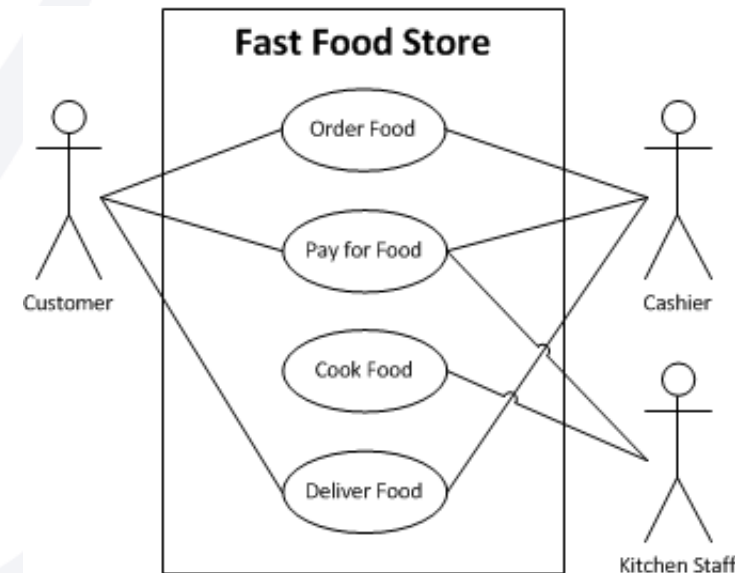 Fast Food Store
Order Food
Pay for Food
Cook Food
Deliver Food
Customer
Cashier
Kitchen Staff